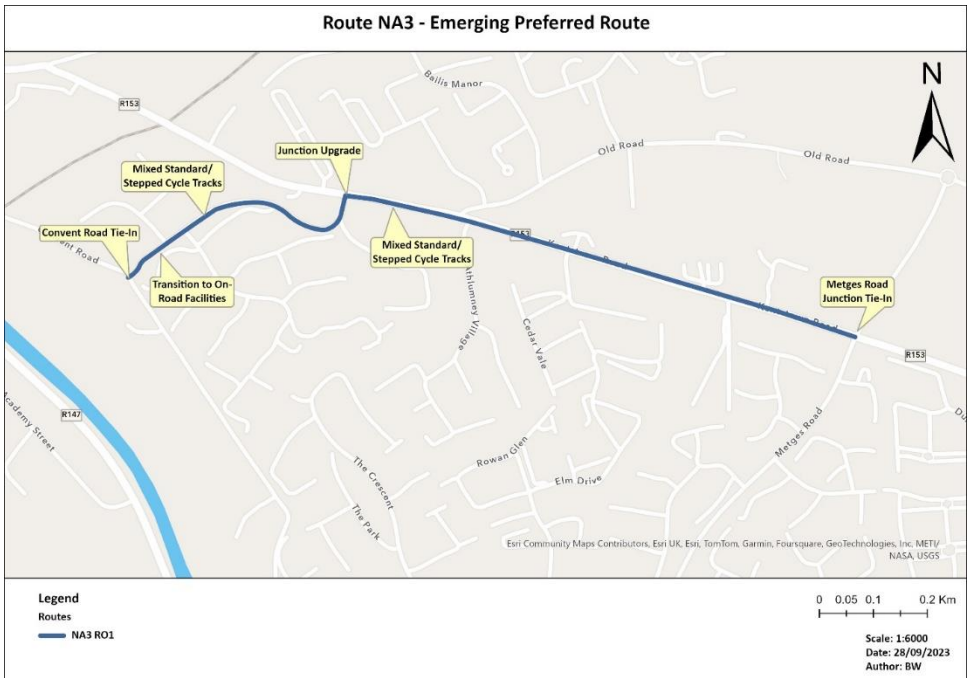 Route NA3 - Emerging Preferred Route
N
R153
Bailis Manor
Old Road
Old Road
Junction Upgrade
Mixed Standard/
Stepped Cycle Tracks
Convent Road Tie-In
Road
Transition to On-
Road Facilities
Mixed Standard/
Stepped Cycle Tracks
Metges Road
Junction Tie-In
R153
Athlumney Village
Cedar Vale
R147
Academy Street
Metges Road
Rowan Glen
Elm Drive
The Crescent
The Park
Esri Community Maps Contributors, Esri UK, Esri, TomTom, Garmin, Foursquare, GeoTechnologies, Inc, METI/
NASA, USGS
Legend
Routes
NA3 RO1
0 0.05 0.1 0.2 Km
Scale: 1:6000
Date: 28/09/2023
Author: BW